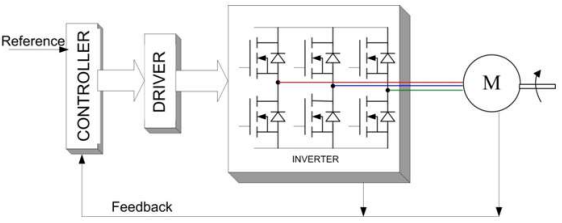 Reference
CONTROLLER
DRIVER
INVERTER
M
Feedback